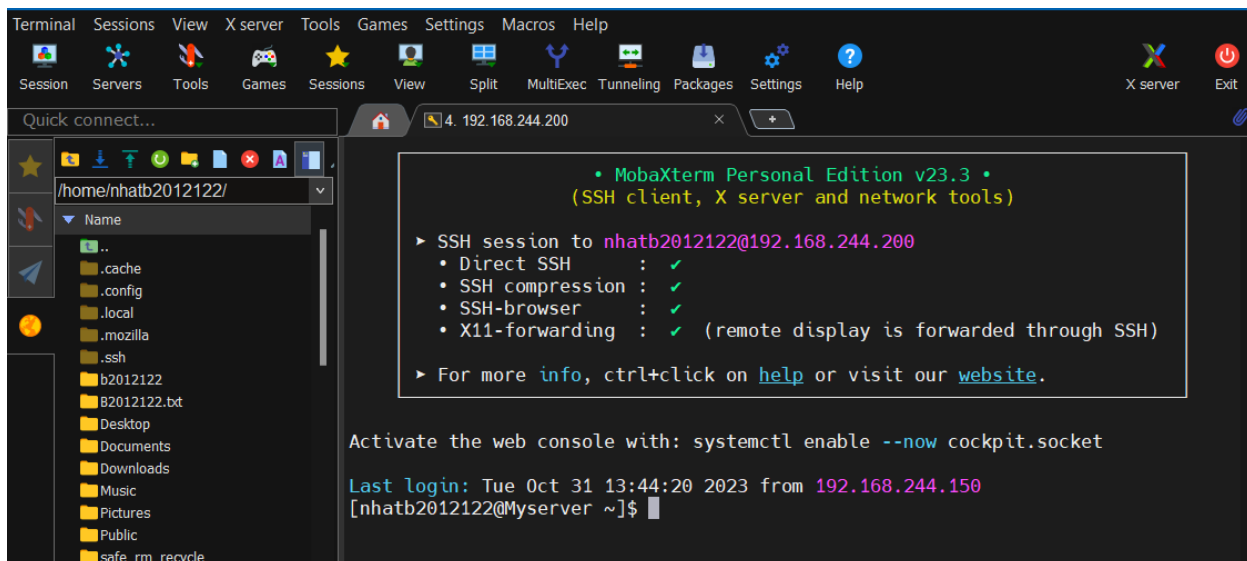 Terminal Sessions View X server Tools Games Settings Macros Help
Session Servers Tools Games Sessions View Split MultiExec Tunneling Packages Settings Help X server Exit
Quick connect...
4. 192.168.244.200
/home/nhatb2012122/
Name
..
.cache
.config
.local
.mozilla
.ssh
b2012122
B2012122.txt
Desktop
Documents
Downloads
Music
Pictures
Public
safe_rm_recycle
• MobaXterm Personal Edition v23.3 •
(SSH client, X server and network tools)
➤ SSH session to nhatb2012122@192.168.244.200
• Direct SSH : ✔
• SSH compression : ✔
• SSH-browser : ✔
• X11-forwarding : ✔ (remote display is forwarded through SSH)
➤ For more info, ctrl+click on help or visit our website.
Activate the web console with: systemctl enable --now cockpit.socket
Last login: Tue Oct 31 13:44:20 2023 from 192.168.244.150
[nhatb2012122@Myserver ~]$